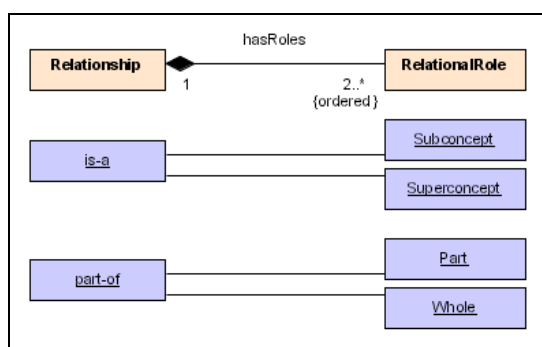 hasRoles
Relationship
RelationalRole
1
2..*
{ordered}
Subconcept
is-a
Superconcept
Part
part-of
Whole